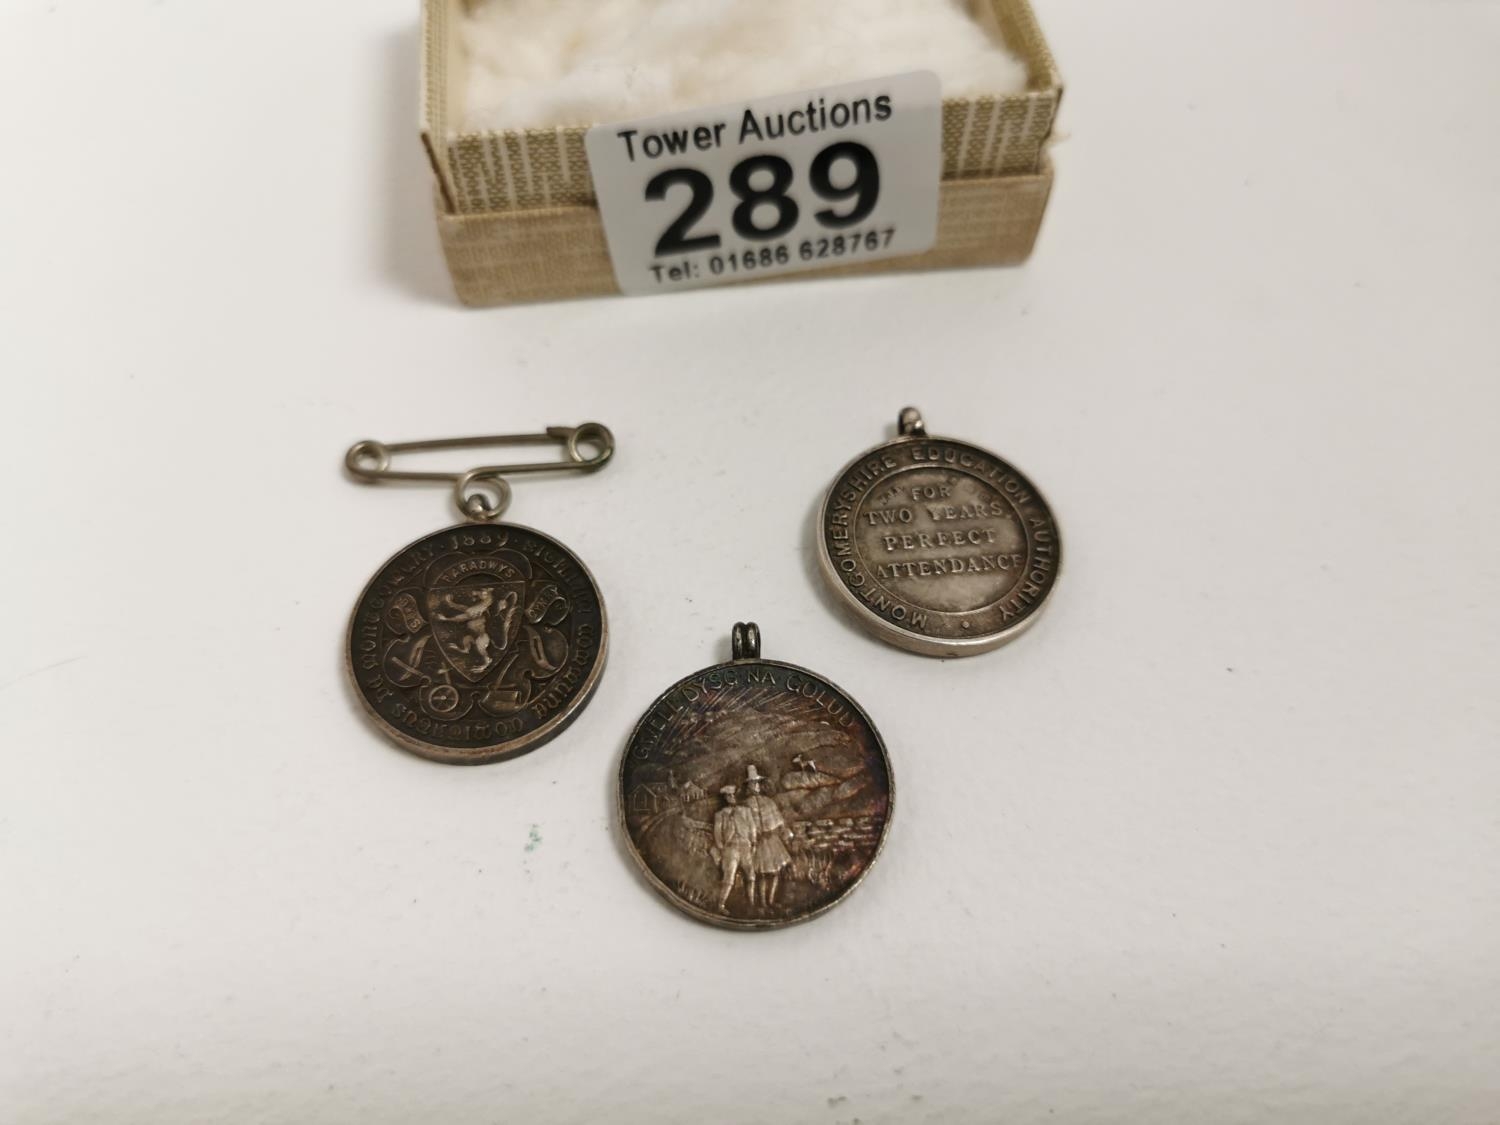 Tower Auctions
289
Tel: 01686 628767
MONTGOMERYSHIRE EDUCATION AUTHORITY
FOR
TWO YEARS
PERFECT
ATTENDANCE
1889
PARADWYS
GWELL DYSG NA GOLUD